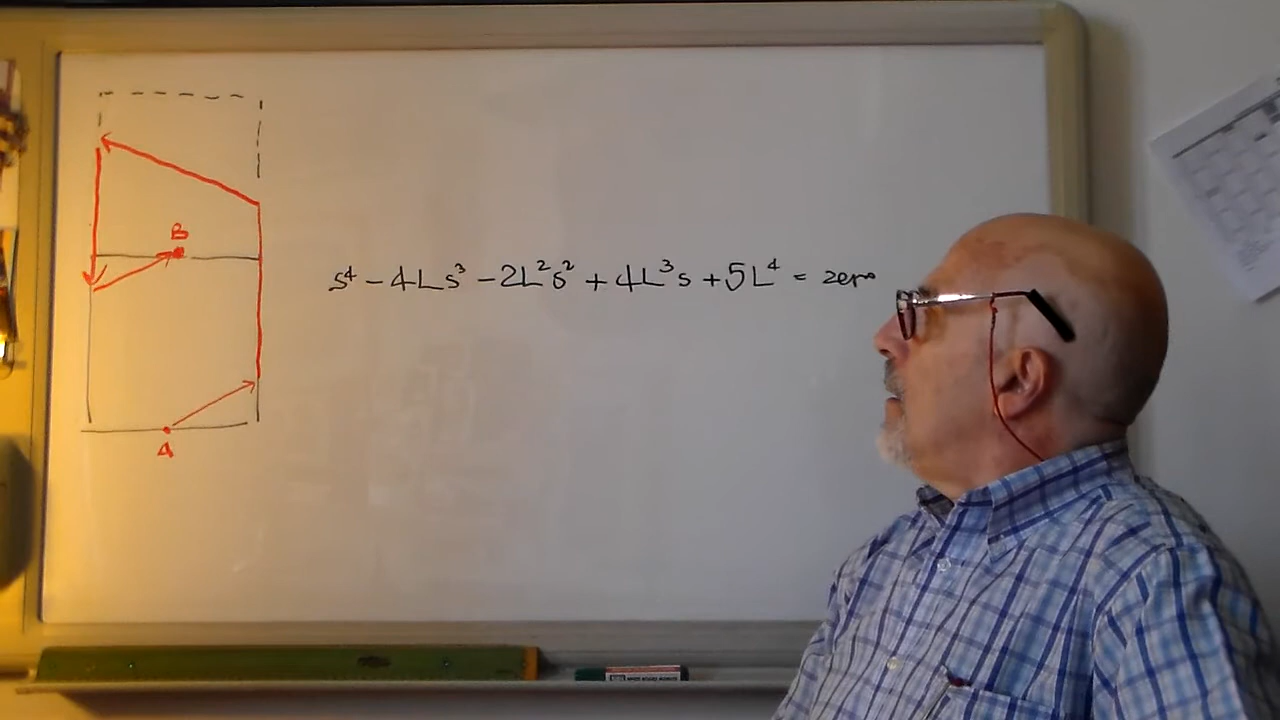 B
s⁴ - 4Ls³ - 2L²s² + 4L³s + 5L⁴ = zero
A